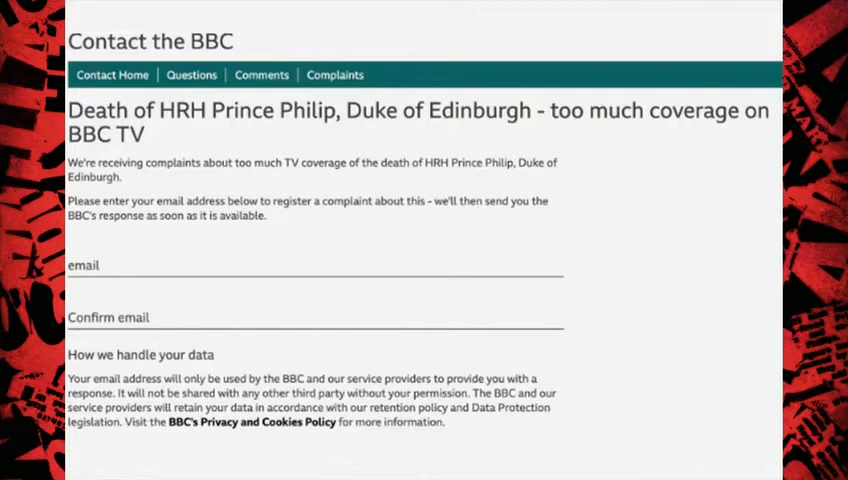 Contact the BBC
Contact Home | Questions | Comments | Complaints
Death of HRH Prince Philip, Duke of Edinburgh - too much coverage on
BBC TV
We're receiving complaints about too much TV coverage of the death of HRH Prince Philip, Duke of
Edinburgh.
Please enter your email address below to register a complaint about this - we'll then send you the
BBC's response as soon as it is available.
email
Confirm email
How we handle your data
Your email address will only be used by the BBC and our service providers to provide you with a
response. It will not be shared with any other third party without your permission. The BBC and our
service providers will retain your data in accordance with our retention policy and Data Protection
legislation. Visit the BBC's Privacy and Cookies Policy for more information.